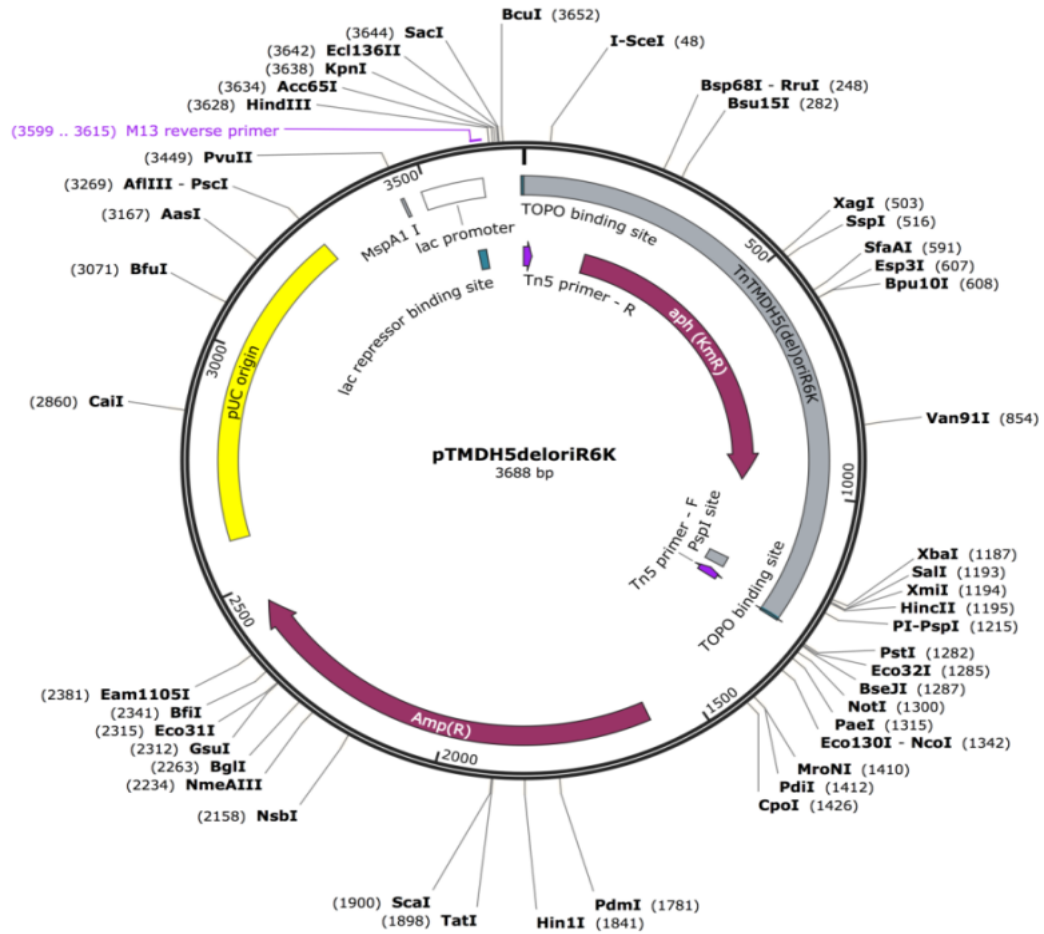 BcuI (3652)
(3644) SacI
(3642) Ecl136II
(3638) KpnI
(3634) Acc65I
(3628) HindIII
(3599 .. 3615) M13 reverse primer
(3449) PvuII
(3269) AflIII - PscI
(3167) AasI
(3071) BfuI
(2860) CaiI
I-SceI (48)
Bsp68I - RruI (248)
Bsu15I (282)
XagI (503)
SspI (516)
SfaAI (591)
Esp3I (607)
Bpu10I (608)
Van91I (854)
XbaI (1187)
SalI (1193)
XmiI (1194)
HincII (1195)
PI-PspI (1215)
PstI (1282)
Eco32I (1285)
BseJI (1287)
NotI (1300)
PaeI (1315)
Eco130I - NcoI (1342)
MroNI (1410)
PdiI (1412)
CpoI (1426)
PdmI (1781)
Hin1I (1841)
(1898) TatI
(1900) ScaI
(2158) NsbI
(2234) NmeAIII
(2263) BglI
(2312) GsuI
(2315) Eco31I
(2341) BfiI
(2381) Eam1105I
500
1000
1500
2000
2500
3000
3500
MspA1 I
lac promoter
lac repressor binding site
TOPO binding site
Tn5 primer - R
aph (KmR)
TnTMDH5(del)oriR6K
Tn5 primer - F
PspI site
TOPO binding site
Amp(R)
pUC origin
pTMDH5deloriR6K
3688 bp